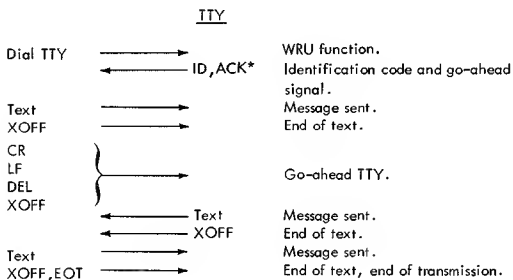 TTY
Dial TTY WRU function.
ID,ACK* Identification code and go-ahead
signal.
Text Message sent.
XOFF End of text.
CR
LF
DEL Go-ahead TTY.
XOFF
Text Message sent.
XOFF End of text.
Text Message sent.
XOFF,EOT End of text, end of transmission.